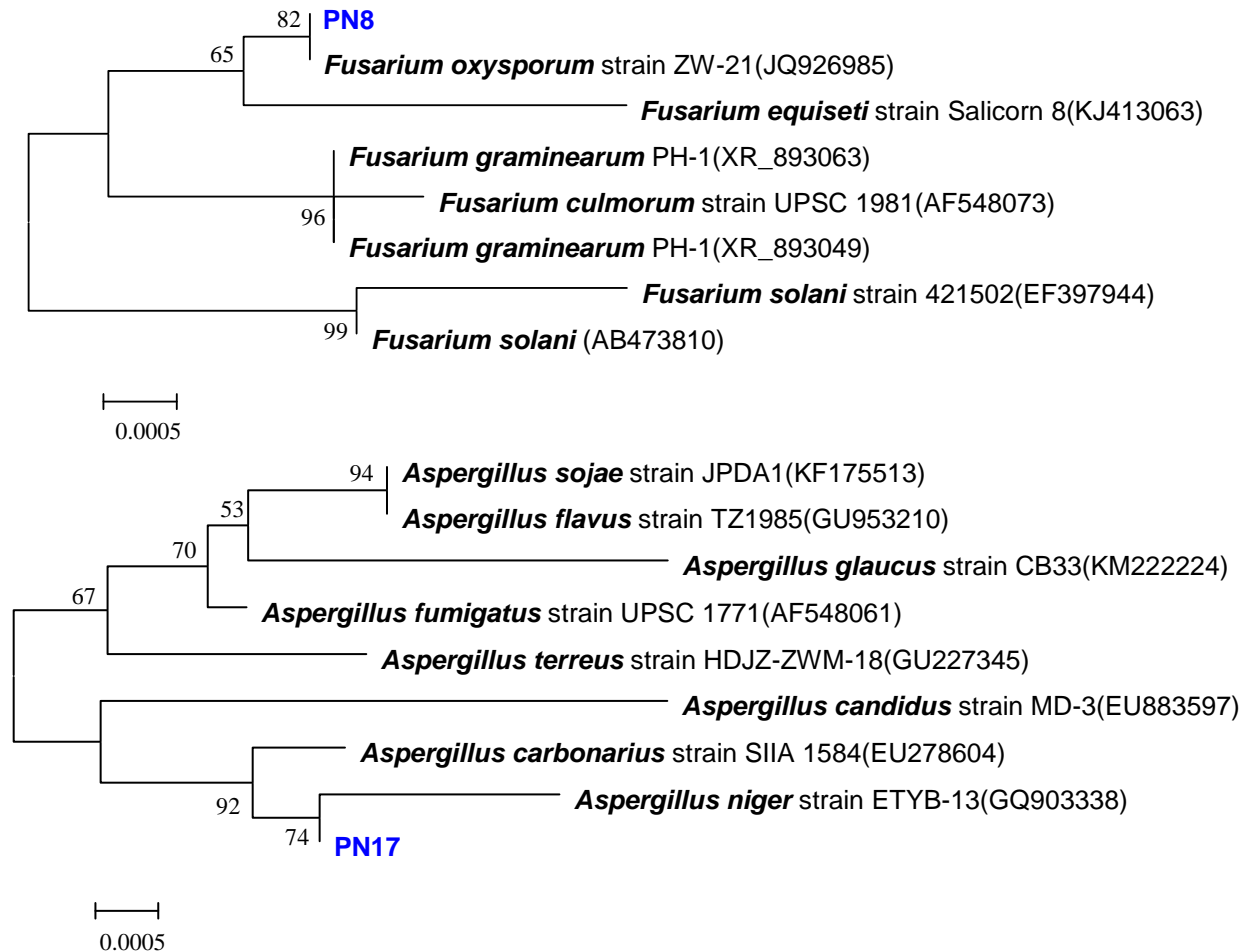 82
PN8
65
Fusarium oxysporum strain ZW-21(JQ926985)
Fusarium equiseti strain Salicorn 8(KJ413063)
Fusarium graminearum PH-1(XR_893063)
Fusarium culmorum strain UPSC 1981(AF548073)
96
Fusarium graminearum PH-1(XR_893049)
Fusarium solani strain 421502(EF397944)
99
Fusarium solani (AB473810)
0.0005
94
Aspergillus sojae strain JPDA1(KF175513)
53
Aspergillus flavus strain TZ1985(GU953210)
70
Aspergillus glaucus strain CB33(KM222224)
67
Aspergillus fumigatus strain UPSC 1771(AF548061)
Aspergillus terreus strain HDJZ-ZWM-18(GU227345)
Aspergillus candidus strain MD-3(EU883597)
Aspergillus carbonarius strain SIIA 1584(EU278604)
92
Aspergillus niger strain ETYB-13(GQ903338)
74
PN17
0.0005